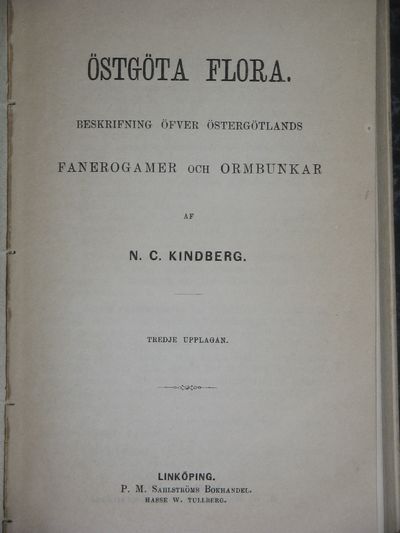 ÖSTGÖTA FLORA.
BESKRIFNING ÖFVER ÖSTERGÖTLANDS
FANEROGAMER OCH ORMBUNKAR
AF
N. C. KINDBERG.
TREDJE UPPLAGAN.
LINKÖPING.
P. M. SAHLSTRÖMS BOKHANDEL.
HASSE W. TULLBERG.